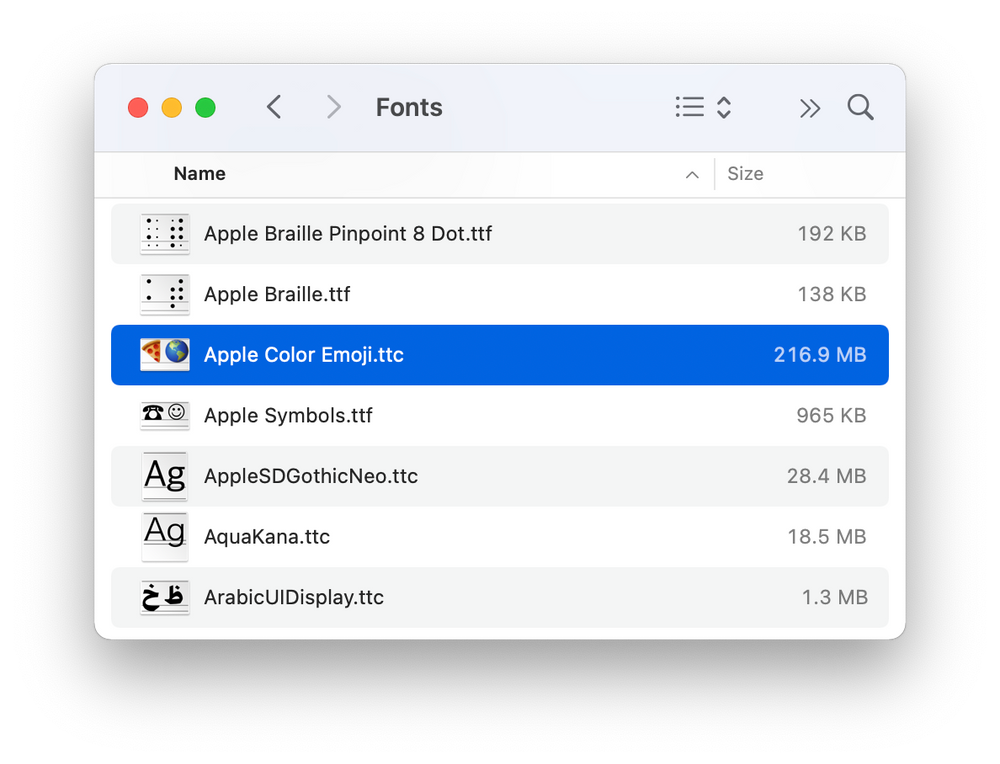 Fonts
Name Size
Apple Braille Pinpoint 8 Dot.ttf 192 KB
Apple Braille.ttf 138 KB
Apple Color Emoji.ttc 216.9 MB
Apple Symbols.ttf 965 KB
Ag AppleSDGothicNeo.ttc 28.4 MB
Ag AquaKana.ttc 18.5 MB
خ ظ ArabicUIDisplay.ttc 1.3 MB